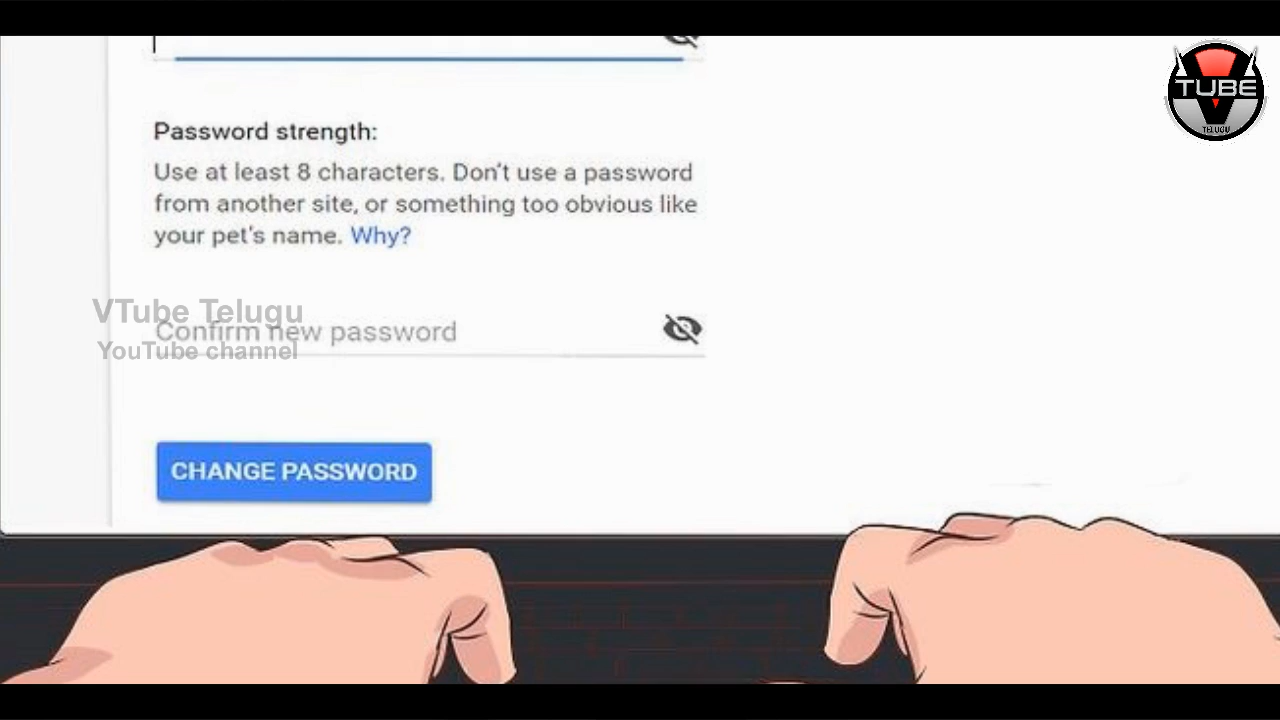 TUBE
TELUGU
Password strength:
Use at least 8 characters. Don't use a password
from another site, or something too obvious like
your pet's name. Why?
VTube Telugu
Confirm new password
YouTube channel
CHANGE PASSWORD